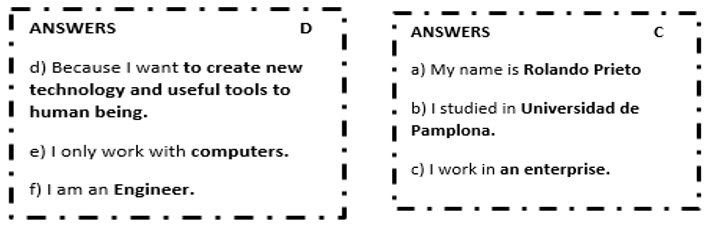 ANSWERS D
d) Because I want to create new
technology and useful tools to
human being.
e) I only work with computers.
f) I am an Engineer.
ANSWERS C
a) My name is Rolando Prieto
b) I studied in Universidad de
Pamplona.
c) I work in an enterprise.